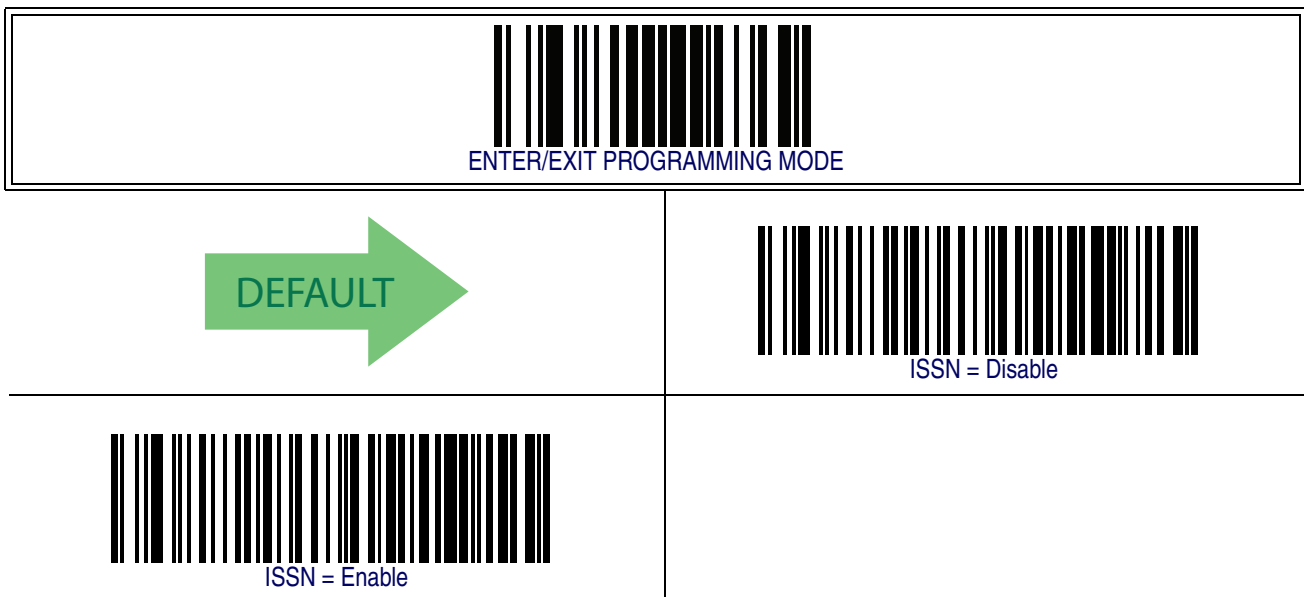 ENTER/EXIT PROGRAMMING MODE
DEFAULT
ISSN = Disable
ISSN = Enable